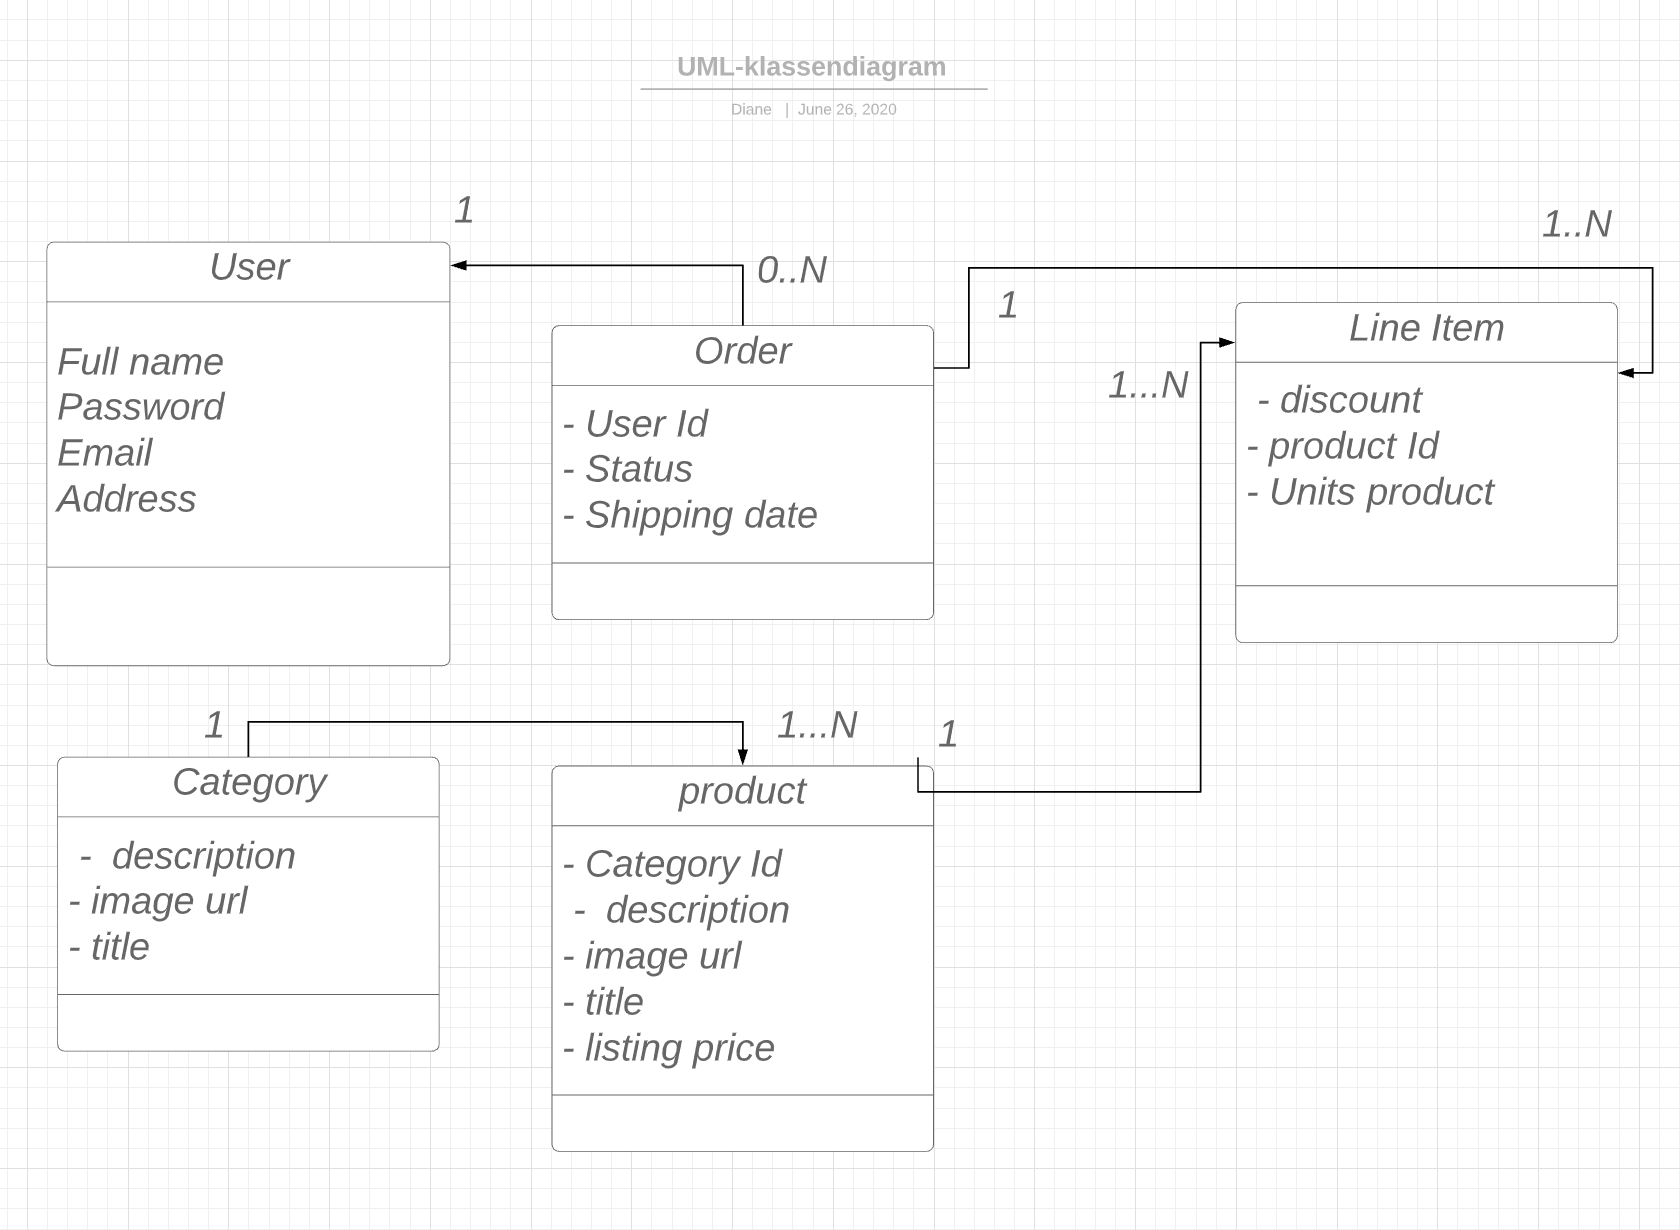 UML-klassendiagram
Diane | June 26, 2020
1
User
Full name
Password
Email
Address
0..N
Order
- User Id
- Status
- Shipping date
1
1..N
1...N
Line Item
- discount
- product Id
- Units product
1
Category
- description
- image url
- title
1...N
1
product
- Category Id
- description
- image url
- title
- listing price